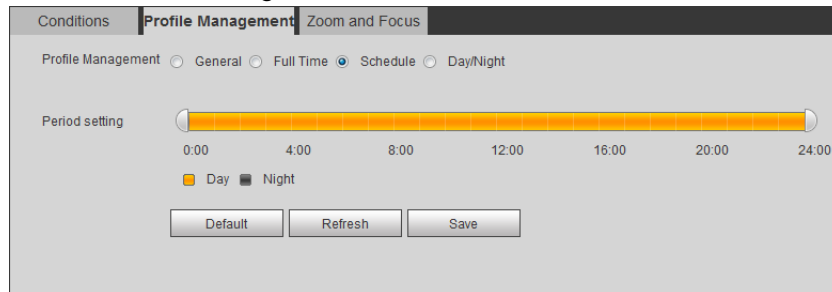 Conditions Profile Management Zoom and Focus
Profile Management General Full Time Schedule Day/Night
Period setting
0:00 4:00 8:00 12:00 16:00 20:00 24:00
Day Night
Default Refresh Save